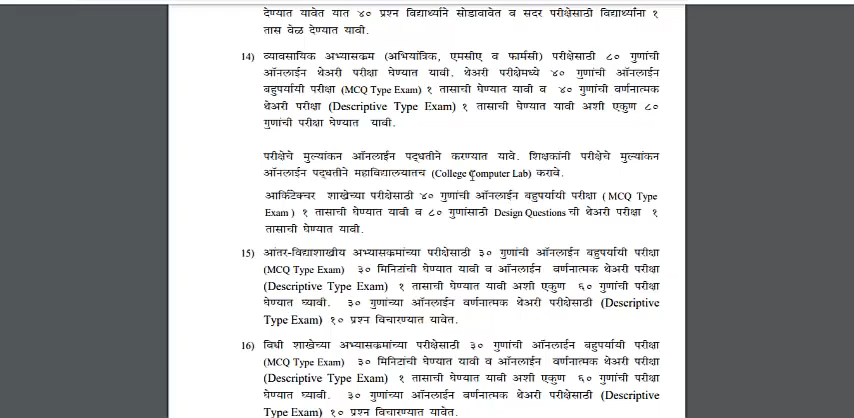 देण्यात यावेत यात ४० प्रश्न विद्यार्थ्याने सोडावावेत व सदर परीक्षेसाठी विद्यार्थ्यांना १
तास वेळ देण्यात यावी.
14) व्यावसायिक अभ्यासक्रम (अभियांत्रिक, एमसीए व फार्मसी) परीक्षेसाठी ८० गुणांची
ऑनलाईन थेअरी परीक्षा घेण्यात यावी. थेअरी परीक्षेमध्ये ४० गुणांची ऑनलाईन
बहुपर्यायी परीक्षा (MCQ Type Exam) १ तासाची घेण्यात यावी व ४० गुणांची वर्णनात्मक
थेअरी परीक्षा (Descriptive Type Exam) १ तासाची घेण्यात यावी अशी एकुण ८०
गुणांची परीक्षा घेण्यात यावी.
परीक्षेचे मुल्यांकन ऑनलाईन पद्धतीने करण्यात यावे. शिक्षकांनी परीक्षेचे मुल्यांकन
ऑनलाईन पद्धतीने महाविद्यालयातच (College Computer Lab) करावे.
आर्किटेक्चर शाखेच्या परीक्षेसाठी ४० गुणांची ऑनलाईन बहुपर्यायी परीक्षा ( MCQ Type
Exam ) १ तासाची घेण्यात यावी व ८० गुणांसाठी Design Questions ची थेअरी परीक्षा १
तासाची घेण्यात यावी.
15) आंतर-विद्याशाखीय अभ्यासक्रमांच्या परीक्षेसाठी ३० गुणांची ऑनलाईन बहुपर्यायी परीक्षा
(MCQ Type Exam) ३० मिनिटांची घेण्यात यावी व ऑनलाईन वर्णनात्मक थेअरी परीक्षा
(Descriptive Type Exam) १ तासाची घेण्यात यावी अशी एकुण ६० गुणांची परीक्षा
घेण्यात घ्यावी. ३० गुणांच्या ऑनलाईन वर्णनात्मक थेअरी परीक्षेसाठी (Descriptive
Type Exam) १० प्रश्न विचारण्यात यावेत.
16) विधी शाखेच्या अभ्यासक्रमांच्या परीक्षेसाठी ३० गुणांची ऑनलाईन बहुपर्यायी परीक्षा
(MCQ Type Exam) ३० मिनिटांची घेण्यात यावी व ऑनलाईन वर्णनात्मक थेअरी परीक्षा
(Descriptive Type Exam) १ तासाची घेण्यात यावी अशी एकुण ६० गुणांची परीक्षा
घेण्यात घ्यावी. ३० गुणांच्या ऑनलाईन वर्णनात्मक थेअरी परीक्षेसाठी (Descriptive
Type Exam) १० प्रश्न विचारण्यात यावेत.